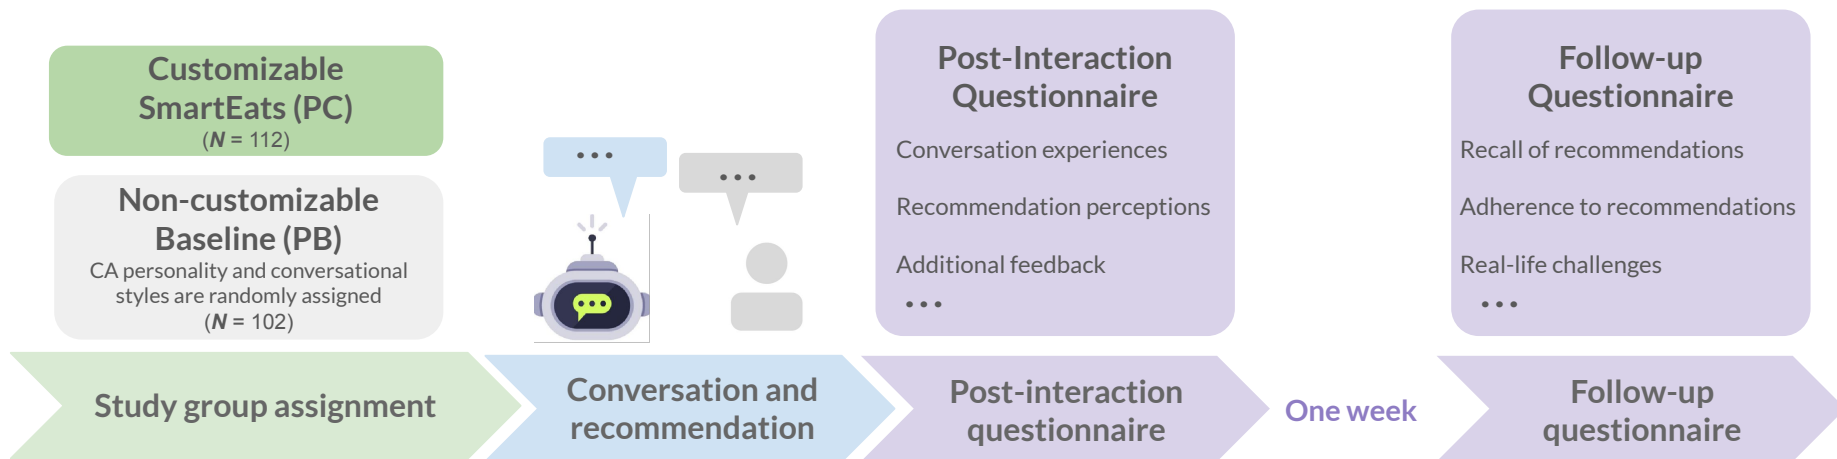 Customizable
SmartEats (PC)
(N = 112)
Non-customizable
Baseline (PB)
CA personality and conversational
styles are randomly assigned
(N = 102)
•••
•••
Post-Interaction
Questionnaire
Conversation experiences
Recommendation perceptions
Additional feedback
•••
Follow-up
Questionnaire
Recall of recommendations
Adherence to recommendations
Real-life challenges
•••
Study group assignment
Conversation and
recommendation
Post-interaction
questionnaire
One week
Follow-up
questionnaire